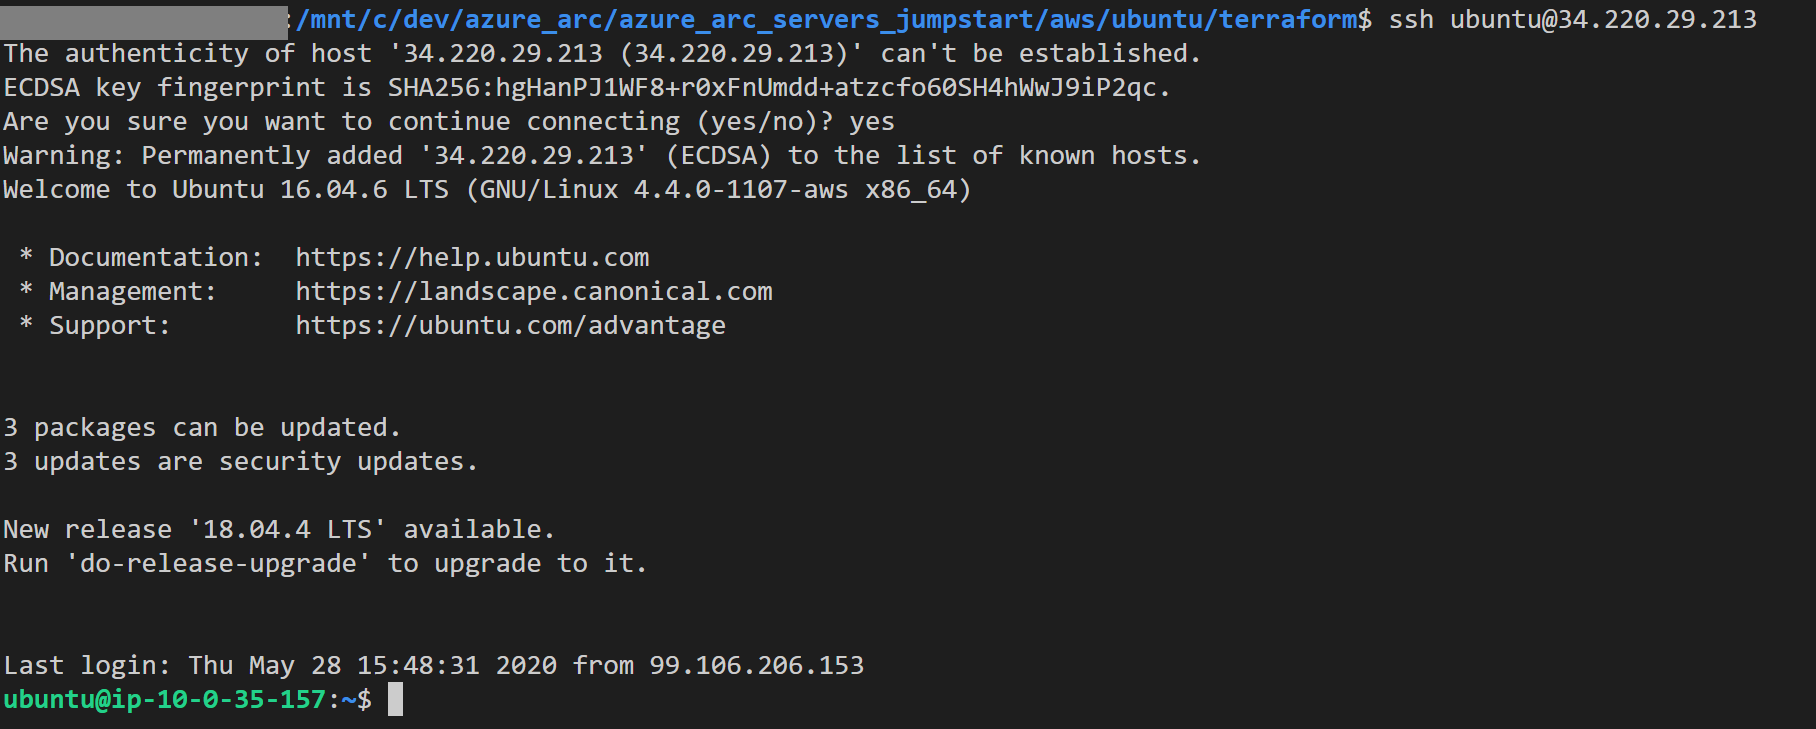 :/mnt/c/dev/azure_arc/azure_arc_servers_jumpstart/aws/ubuntu/terraform$ ssh ubuntu@34.220.29.213
The authenticity of host '34.220.29.213 (34.220.29.213)' can't be established.
ECDSA key fingerprint is SHA256:hgHanPJ1WF8+r0xFnUmdd+atzcfo60SH4hWwJ9iP2qc.
Are you sure you want to continue connecting (yes/no)? yes
Warning: Permanently added '34.220.29.213' (ECDSA) to the list of known hosts.
Welcome to Ubuntu 16.04.6 LTS (GNU/Linux 4.4.0-1107-aws x86_64)
* Documentation:  https://help.ubuntu.com
* Management:     https://landscape.canonical.com
* Support:        https://ubuntu.com/advantage
3 packages can be updated.
3 updates are security updates.
New release '18.04.4 LTS' available.
Run 'do-release-upgrade' to upgrade to it.
Last login: Thu May 28 15:48:31 2020 from 99.106.206.153
ubuntu@ip-10-0-35-157:~$